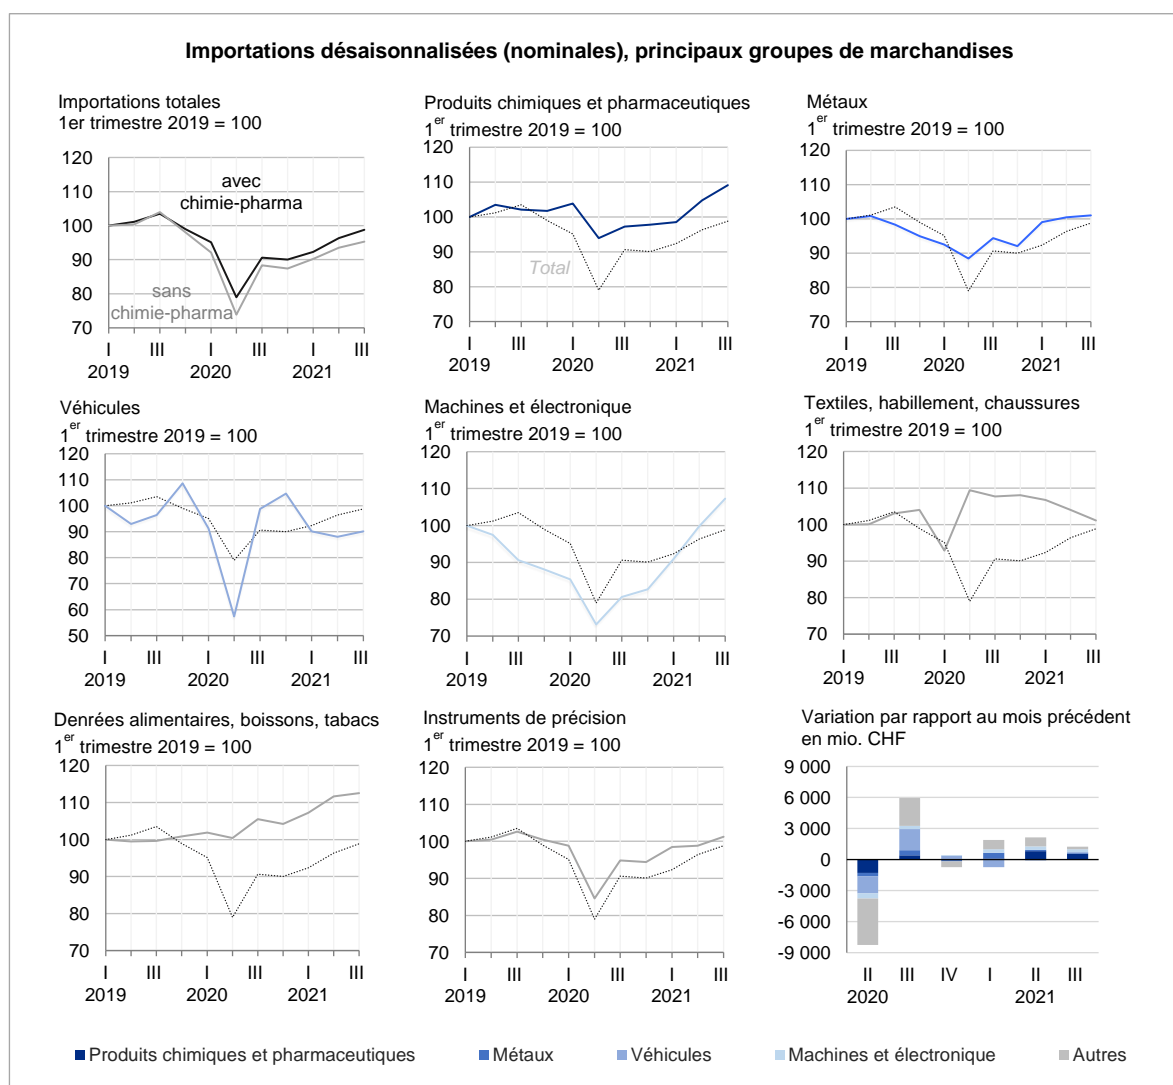 Importations désaisonnalisées (nominales), principaux groupes de marchandises
Importations totales
1er trimestre 2019 = 100
120
110
100
90
80
70
avec
chimie-pharma
sans
chimie-pharma
I III I III I III
2019 2020 2021
Produits chimiques et pharmaceutiques
1er trimestre 2019 = 100
120
110
100
90
80
70
Total
I III I III I III
2019 2020 2021
Métaux
1er trimestre 2019 = 100
120
110
100
90
80
70
I III I III I III
2019 2020 2021
Véhicules
1er trimestre 2019 = 100
120
110
100
90
80
70
60
50
I III I III I III
2019 2020 2021
Machines et électronique
1er trimestre 2019 = 100
120
110
100
90
80
70
I III I III I III
2019 2020 2021
Textiles, habillement, chaussures
1er trimestre 2019 = 100
120
110
100
90
80
70
I III I III I III
2019 2020 2021
Denrées alimentaires, boissons, tabacs
1er trimestre 2019 = 100
120
110
100
90
80
70
I III I III I III
2019 2020 2021
Instruments de précision
1er trimestre 2019 = 100
120
110
100
90
80
70
I III I III I III
2019 2020 2021
Variation par rapport au mois précédent
en mio. CHF
9 000
6 000
3 000
0
-3 000
-6 000
-9 000
II III IV I II III
2020 2021
Produits chimiques et pharmaceutiques Métaux Véhicules Machines et électronique Autres